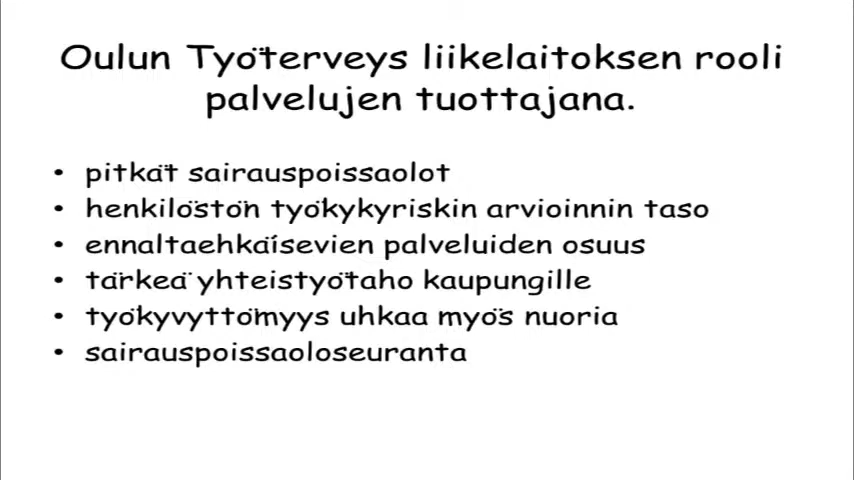 Oulun Työterveys liikelaitoksen rooli
palvelujen tuottajana.
• pitkät sairauspoissaolot
• henkilöstön työkykyriskin arvioinnin taso
• ennaltaehkäisevien palveluiden osuus
• tärkeä yhteistyötaho kaupungille
• työkyvyttömyys uhkaa myös nuoria
• sairauspoissaoloseuranta